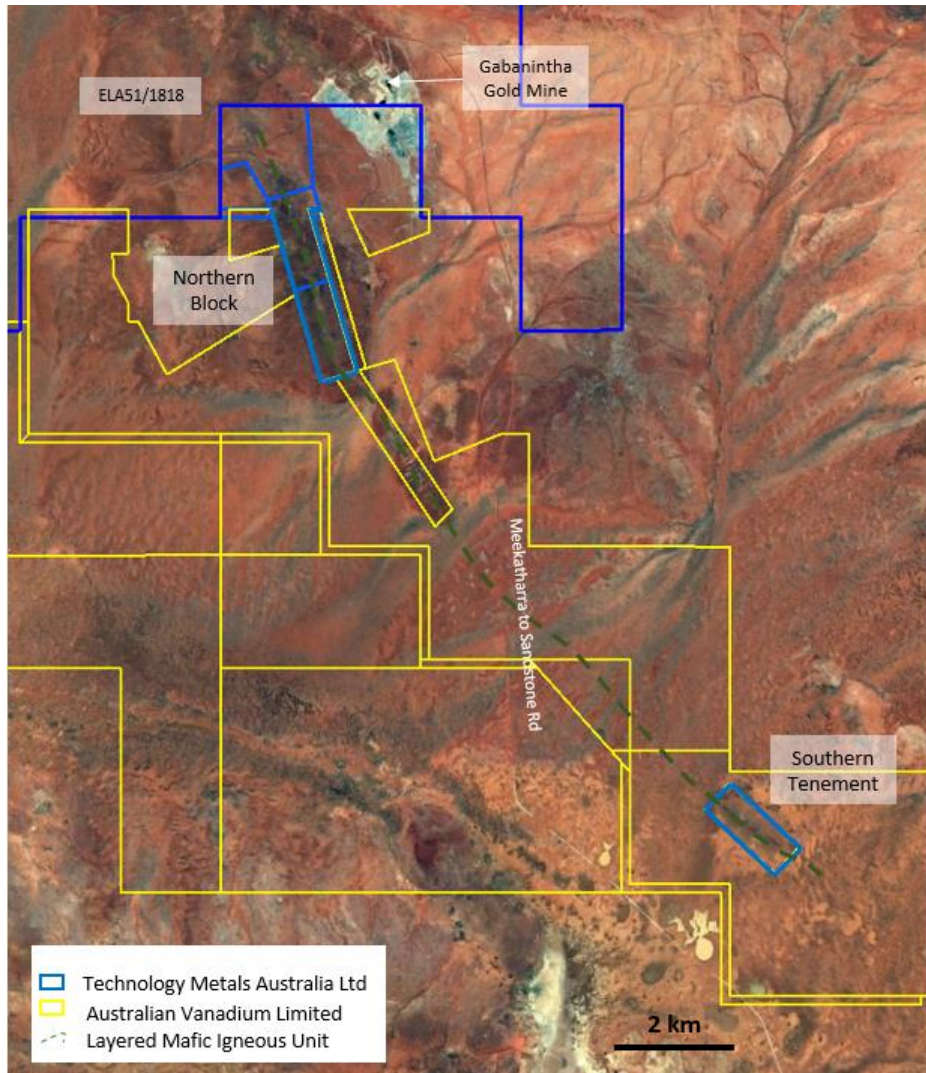 Gabanintha
Gold Mine
ELA51/1818
Northern
Block
Meekatharra to Sandstone Rd
Southern
Tenement
Technology Metals Australia Ltd
Australian Vanadium Limited
Layered Mafic Igneous Unit
2 km